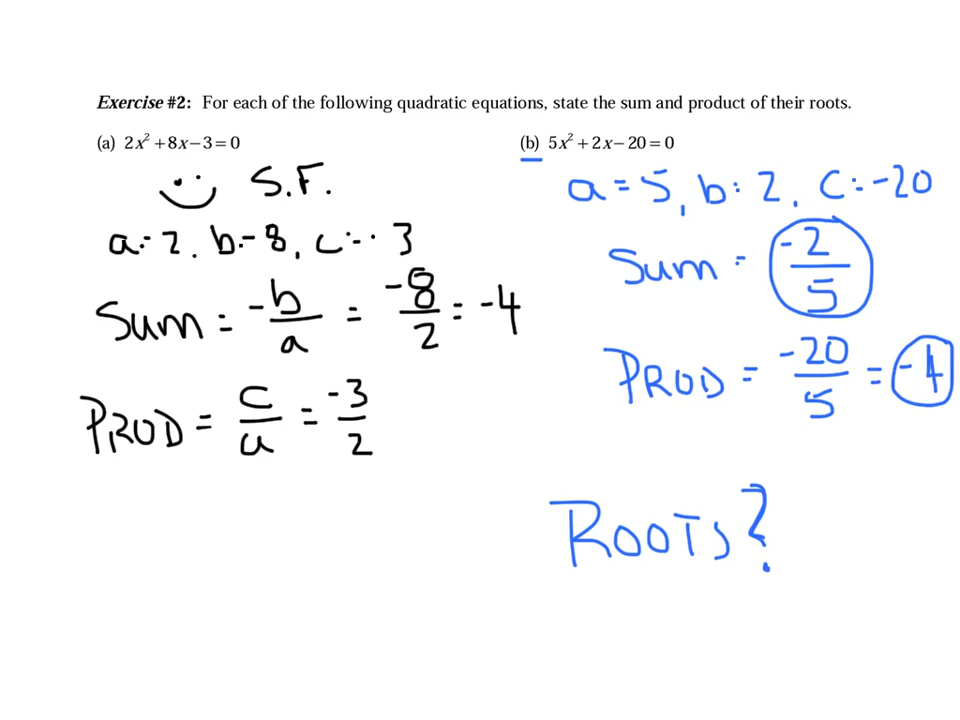 Exercise #2: For each of the following quadratic equations, state the sum and product of their roots.
(a) 2x² + 8x − 3 = 0
S.F.
a = 2, b = 8, c = -3
Sum = -b/a = -8/2 = -4
PROD = c/a = -3/2
(b) 5x² + 2x − 20 = 0
a = 5, b = 2, c = -20
Sum = -2/5
PROD = -20/5 = -4
ROOTS?